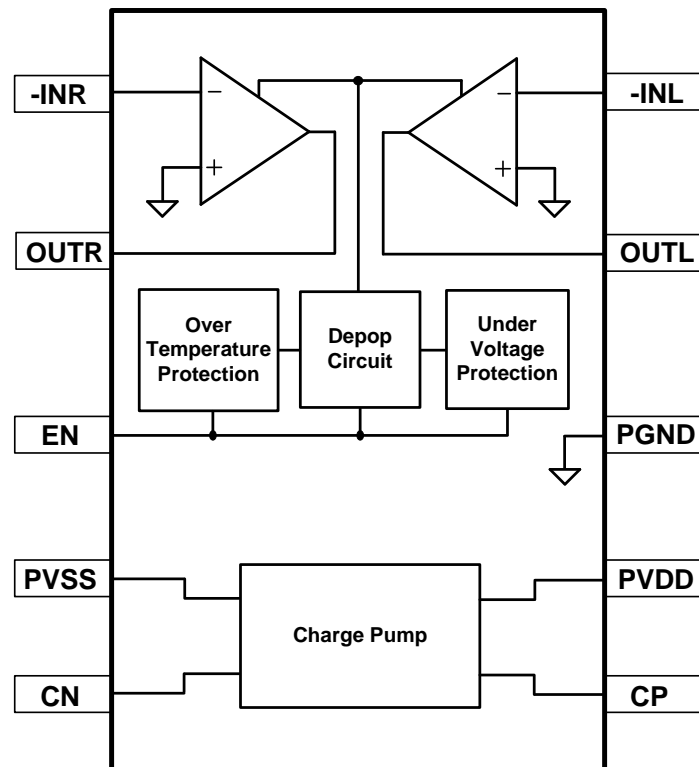 -INR
-INL
−
−
+
+
OUTR
OUTL
Over
Temperature
Protection
Depop
Circuit
Under
Voltage
Protection
EN
PGND
PVSS
PVDD
Charge Pump
CN
CP